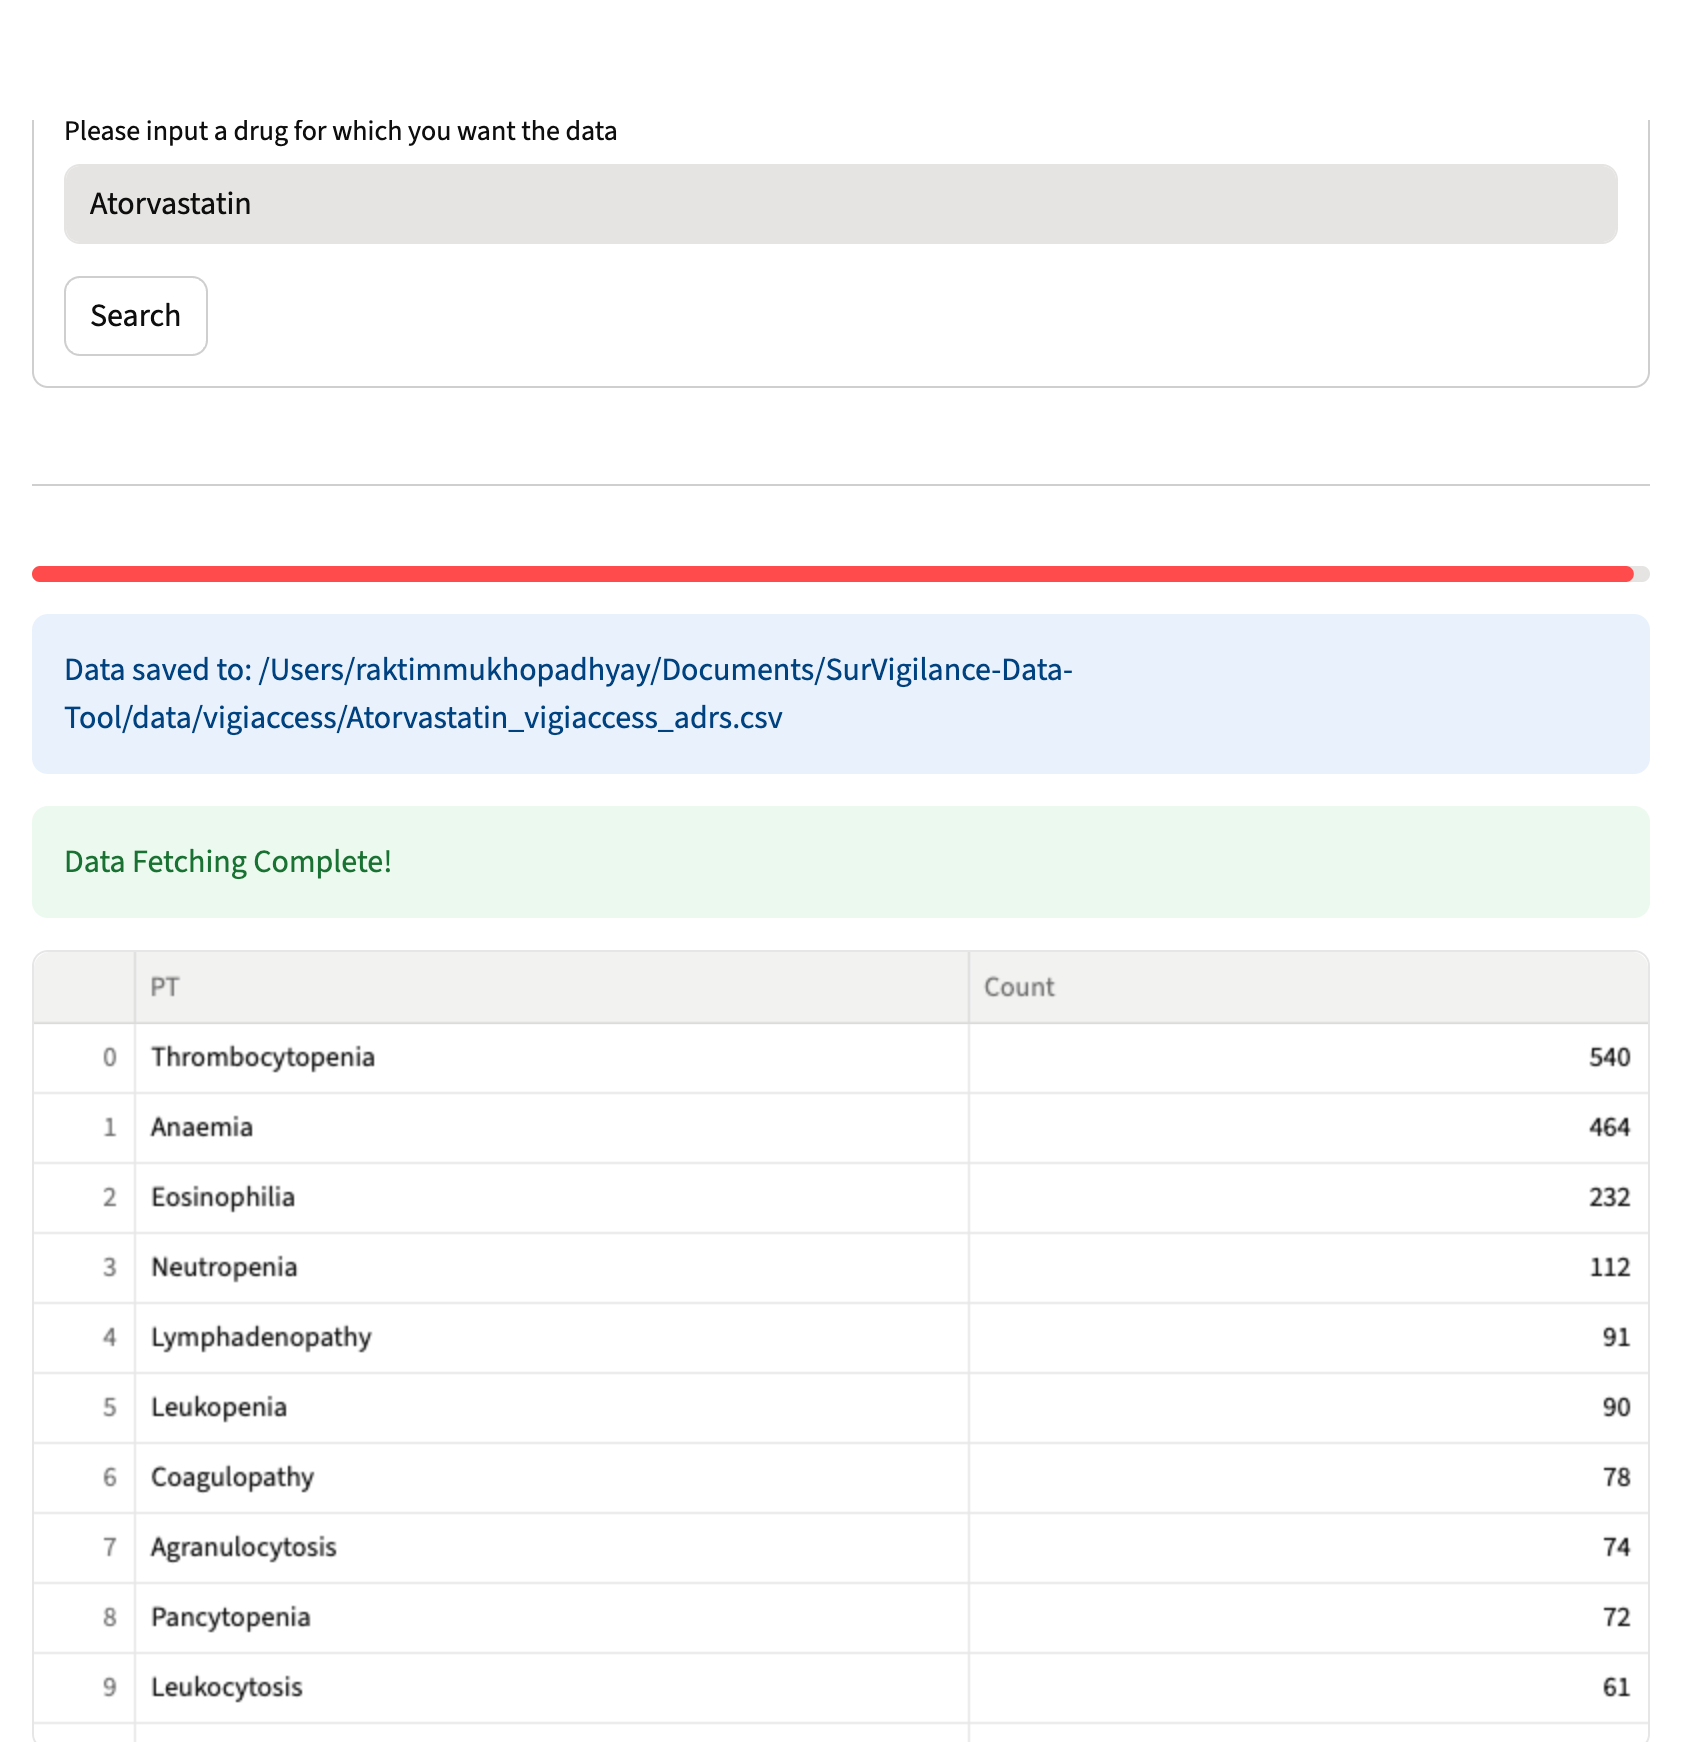 Please input a drug for which you want the data
Atorvastatin
Search
Data saved to: /Users/raktimmukhopadhyay/Documents/SurVigilance-Data-
Tool/data/vigiaccess/Atorvastatin_vigiaccess_adrs.csv
Data Fetching Complete!
PT Count
0 Thrombocytopenia 540
1 Anaemia 464
2 Eosinophilia 232
3 Neutropenia 112
4 Lymphadenopathy 91
5 Leukopenia 90
6 Coagulopathy 78
7 Agranulocytosis 74
8 Pancytopenia 72
9 Leukocytosis 61